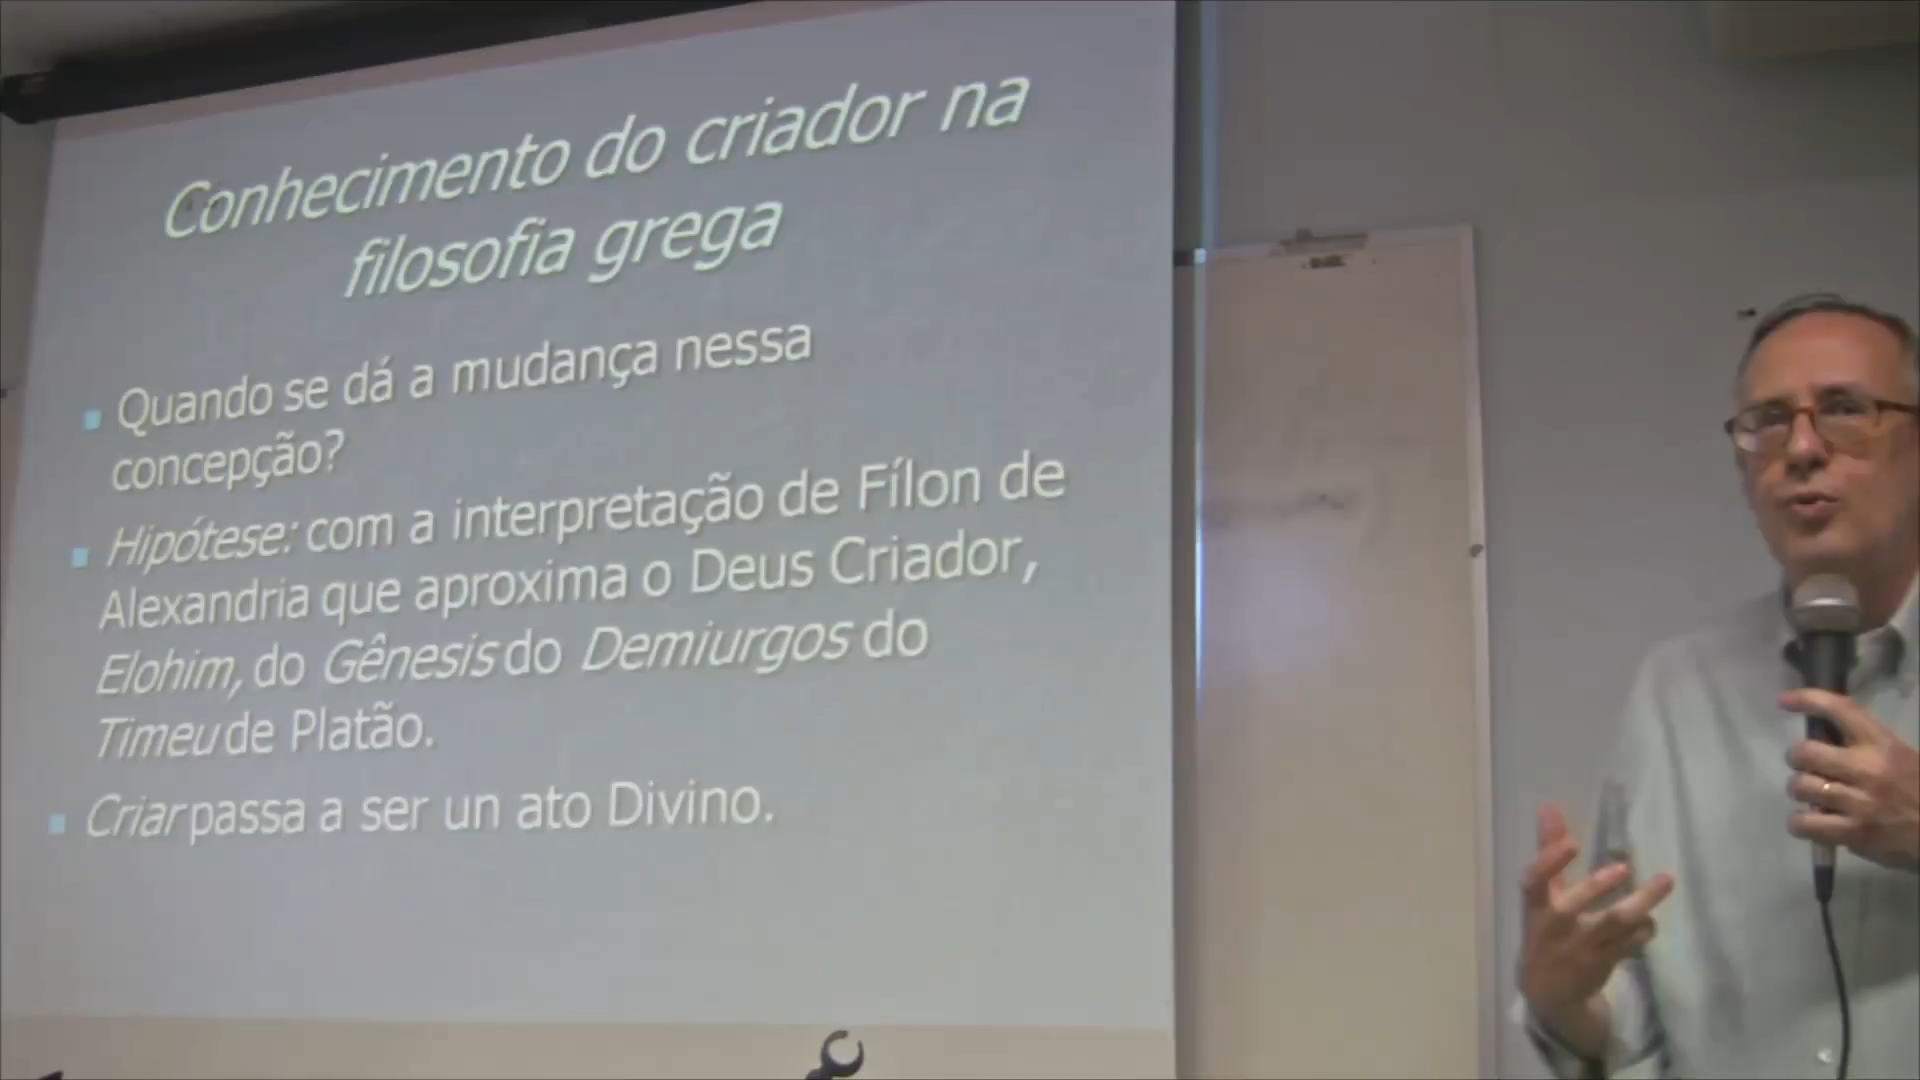 Conhecimento do criador na
filosofia grega
Quando se dá a mudança nessa
concepção?
Hipótese: com a interpretação de Fílon de
Alexandria que aproxima o Deus Criador,
Elohim, do Gênesis do Demiurgos do
Timeu de Platão.
Criar passa a ser un ato Divino.